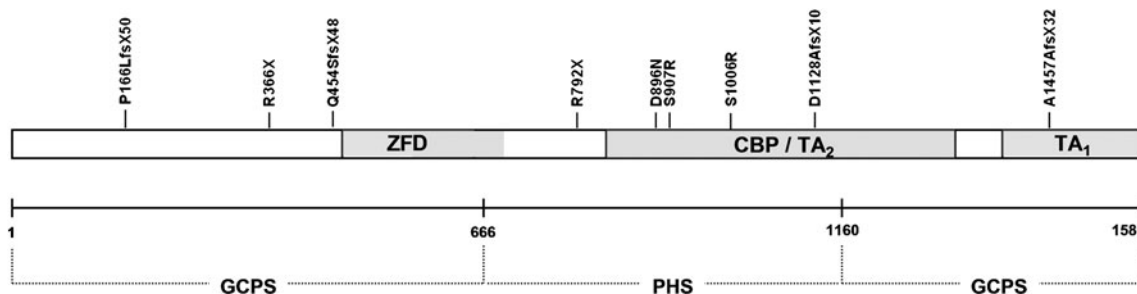 P166LfsX50
R366X
Q454SfsX48
R792X
D896N
S907R
S1006R
D1128AfsX10
A1457AfsX32
ZFD
CBP / TA₂
TA₁
1
666
1160
158
GCPS
PHS
GCPS